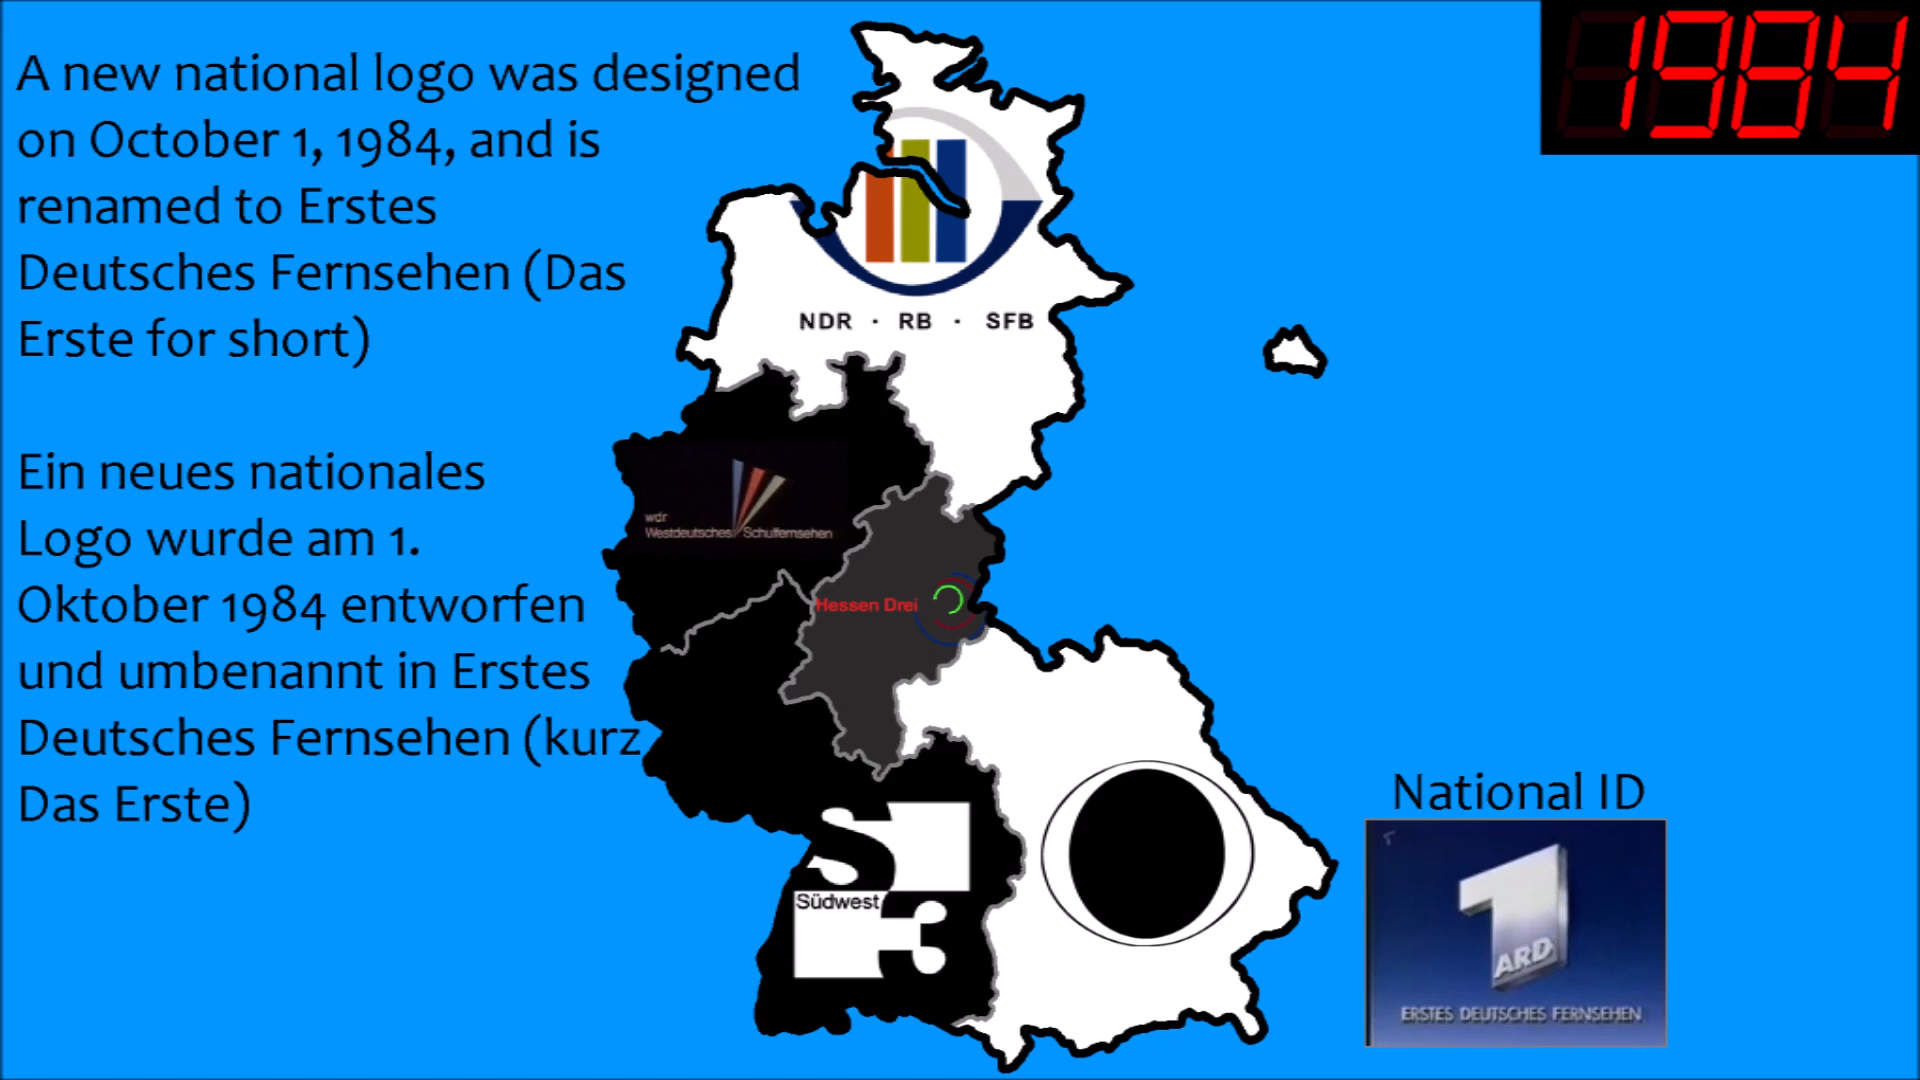 A new national logo was designed
on October 1, 1984, and is
renamed to Erstes
Deutsches Fernsehen (Das
Erste for short)
Ein neues nationales
Logo wurde am 1.
Oktober 1984 entworfen
und umbenannt in Erstes
Deutsches Fernsehen (kurz
Das Erste)
1984
NDR · RB · SFB
wdr
Westdeutsches Schulfernsehen
Hessen Drei
S
Südwest
3
National ID
1
ARD
ERSTES DEUTSCHES FERNSEHEN